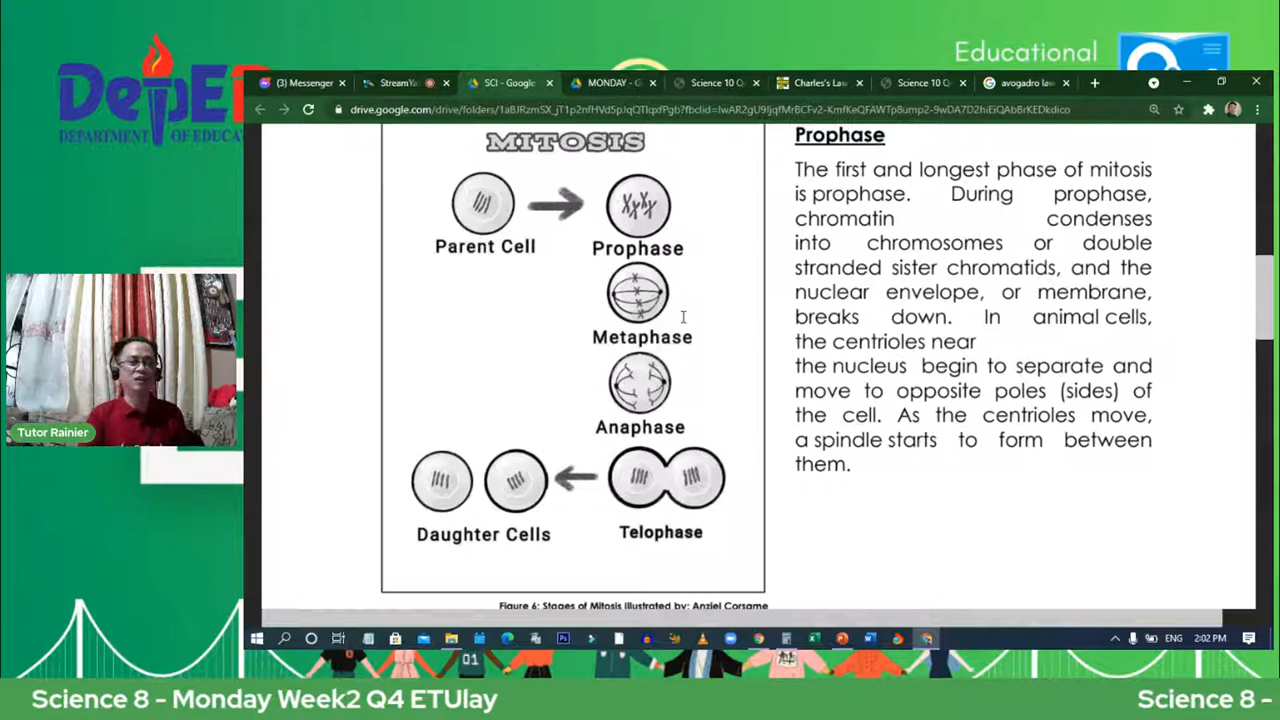 DepED
DEPARTMENT OF EDUCAT
Educational
(3) Messenger
StreamYa
SCI - Google
MONDAY - G
Science 10 Q
Charles's Law
Science 10 Q
avogadro law
MITOSIS
Parent Cell
Prophase
Metaphase
Anaphase
Daughter Cells
Telophase
Figure 6: Stages of Mitosis Illustrated by: Anziel Corsame
Prophase
The first and longest phase of mitosis
is prophase. During prophase,
chromatin condenses
into chromosomes or double
stranded sister chromatids, and the
nuclear envelope, or membrane,
breaks down. In animal cells,
the centrioles near
the nucleus begin to separate and
move to opposite poles (sides) of
the cell. As the centrioles move,
a spindle starts to form between
them.
Tutor Rainier
ENG 2:02 PM
01
Science 8 - Monday Week2 Q4 ETUlay
Science 8 -